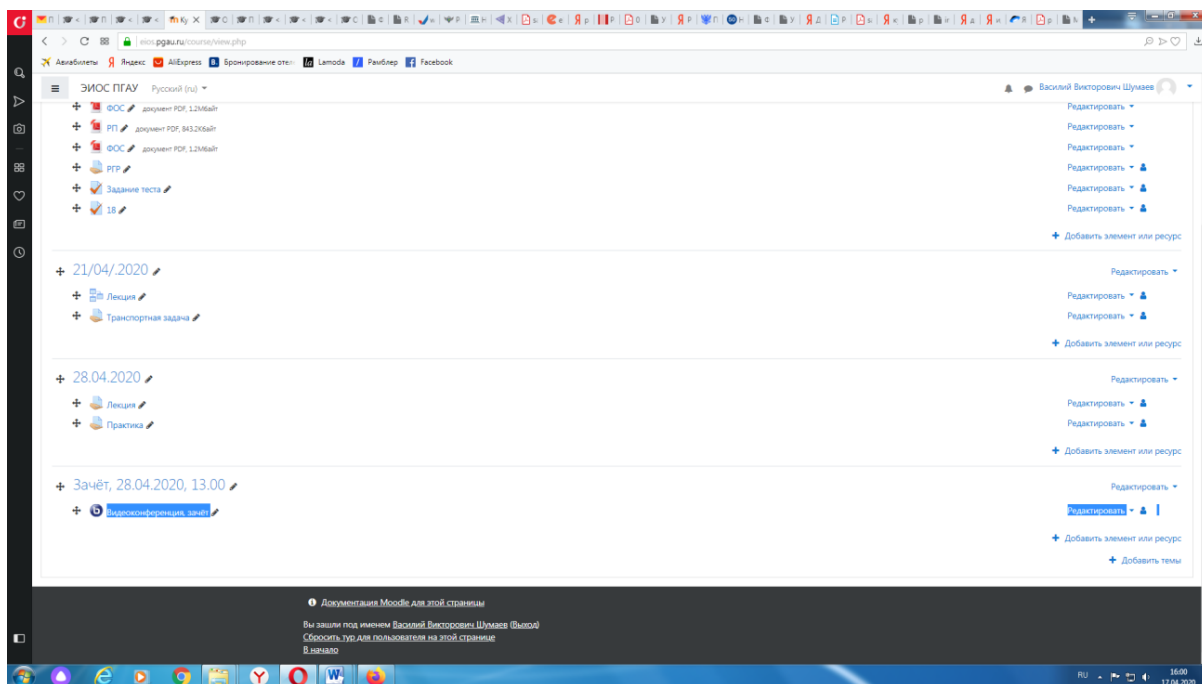 eios.pgau.ru/course/view.php
Авиабилеты Яндекс AliExpress Бронирование отел Lamoda Рамблер Facebook
ЭИОС ПГАУ Русский (ru) Василий Викторович Шумаев
ФОС документ PDF, 1.2Мбайт Редактировать
РП документ PDF, 843.2Кбайт Редактировать
ФОС документ PDF, 1.2Мбайт Редактировать
РГР Редактировать
Задание теста Редактировать
18 Редактировать
Добавить элемент или ресурс
21/04/.2020 Редактировать
Лекция Редактировать
Транспортная задача Редактировать
Добавить элемент или ресурс
28.04.2020 Редактировать
Лекция Редактировать
Практика Редактировать
Добавить элемент или ресурс
Зачёт, 28.04.2020, 13.00 Редактировать
Видеоконференция, зачёт Редактировать
Добавить элемент или ресурс
Добавить темы
Документация Moodle для этой страницы
Вы зашли под именем Василий Викторович Шумаев (Выход)
Сбросить тур для пользователя на этой странице
В начало
RU 16:00
17.04.2020